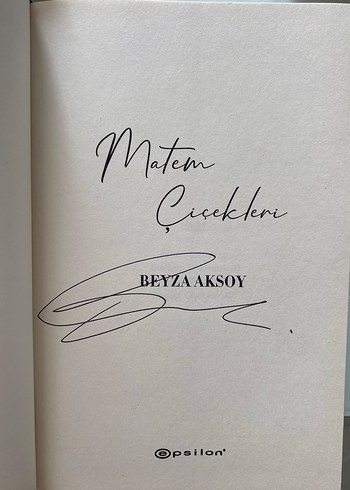 Matem
Çiçekleri
BEYZA AKSOY
epsilon®